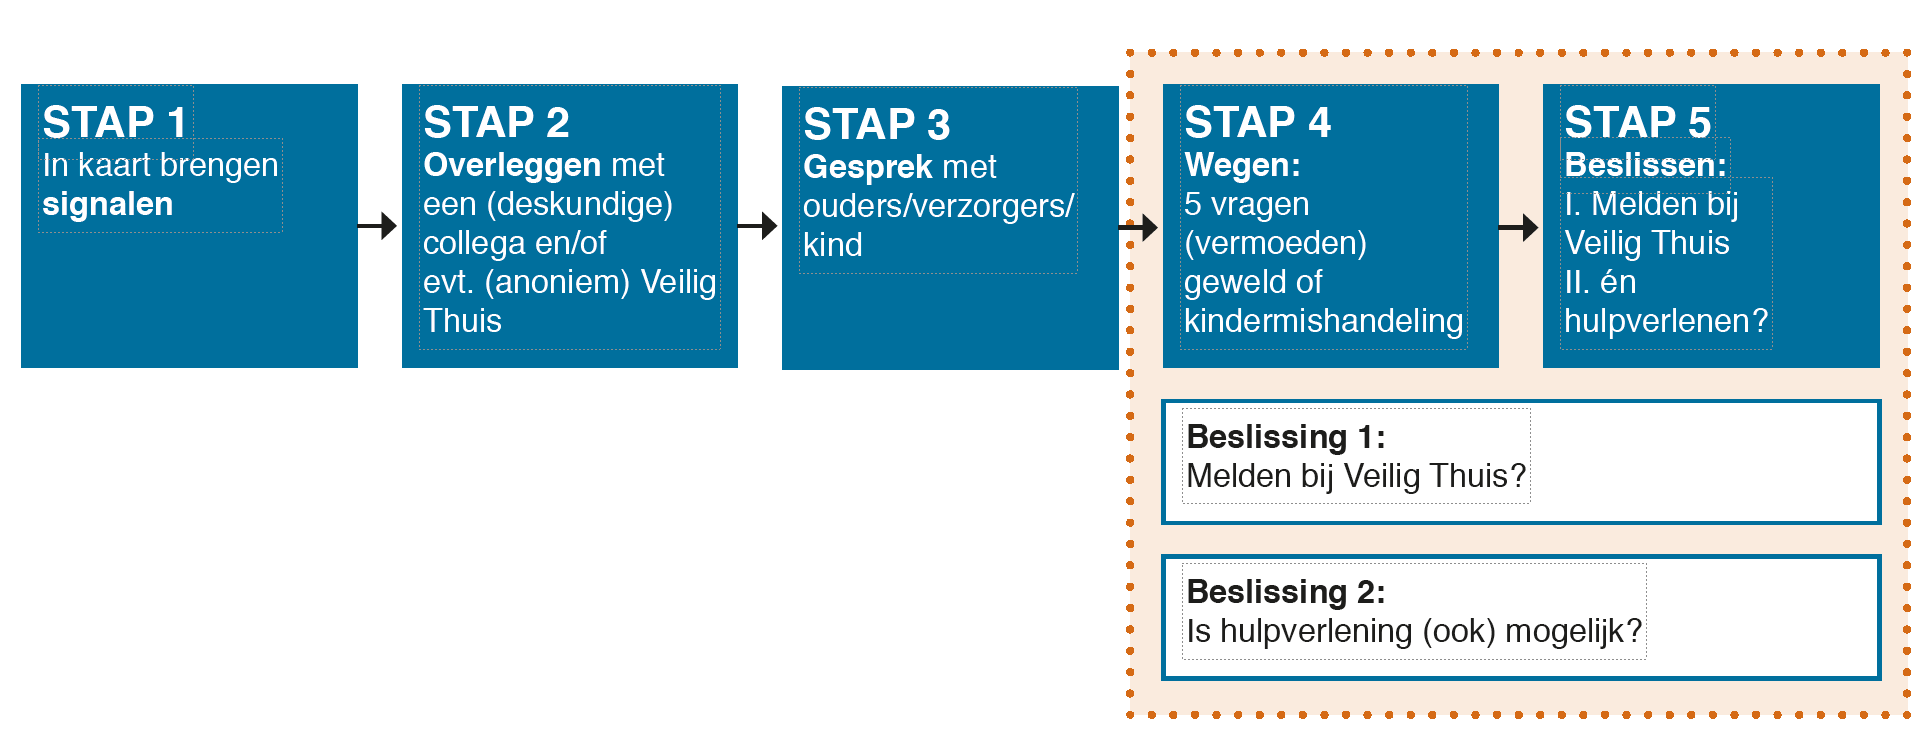 STAP 1
In kaart brengen
signalen
STAP 2
Overleggen met
een (deskundige)
collega en/of
evt. (anoniem) Veilig
Thuis
STAP 3
Gesprek met
ouders/verzorgers/
kind
STAP 4
Wegen:
5 vragen
(vermoeden)
geweld of
kindermishandeling
STAP 5
Beslissen:
I. Melden bij
Veilig Thuis
II. én
hulpverlenen?
Beslissing 1:
Melden bij Veilig Thuis?
Beslissing 2:
Is hulpverlening (ook) mogelijk?